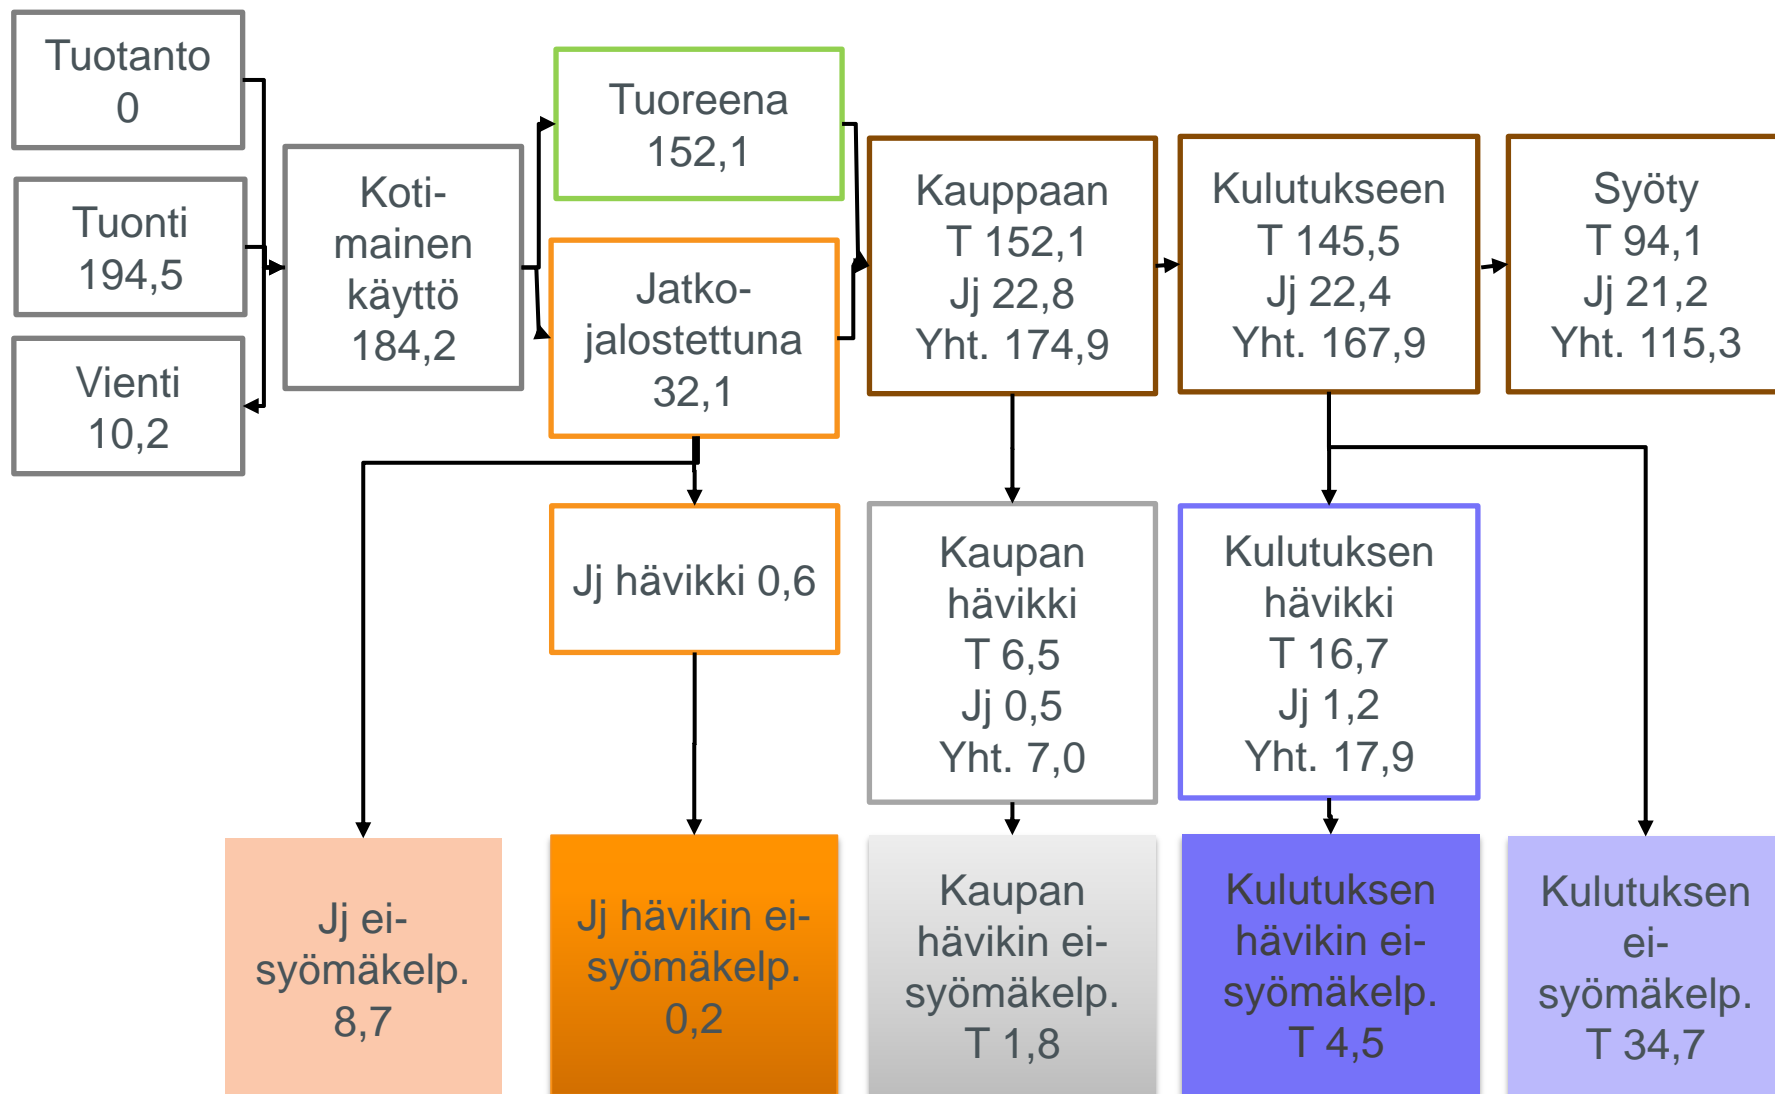 Tuotanto
0
Tuonti
194,5
Vienti
10,2
Koti-
mainen
käyttö
184,2
Tuoreena
152,1
Jatko-
jalostettuna
32,1
Kauppaan
T 152,1
Jj 22,8
Yht. 174,9
Kulutukseen
T 145,5
Jj 22,4
Yht. 167,9
Syöty
T 94,1
Jj 21,2
Yht. 115,3
Jj hävikki 0,6
Kaupan
hävikki
T 6,5
Jj 0,5
Yht. 7,0
Kulutuksen
hävikki
T 16,7
Jj 1,2
Yht. 17,9
Jj ei-
syömäkelp.
8,7
Jj hävikin ei-
syömäkelp.
0,2
Kaupan
hävikin ei-
syömäkelp.
T 1,8
Kulutuksen
hävikin ei-
syömäkelp.
T 4,5
Kulutuksen
ei-
syömäkelp.
T 34,7